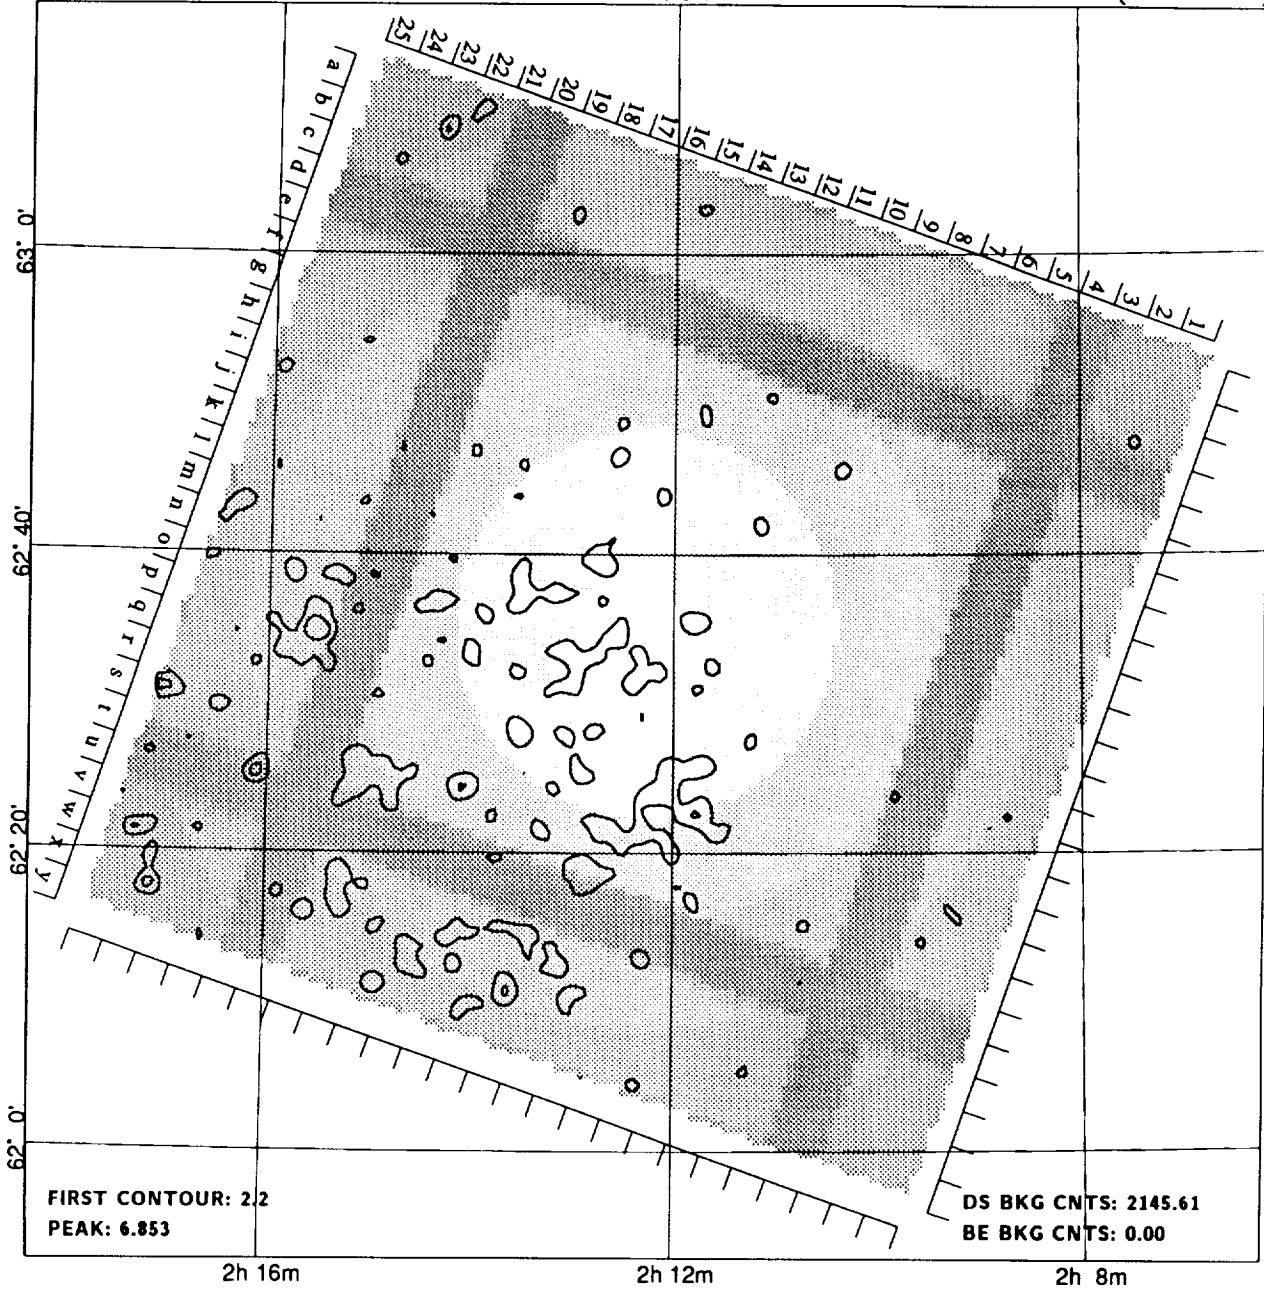 25 24 23 22 21 20 19 18 17 16 15 14 13 12 11 10 9 8 7 6 5 4 3 2 1
a b c d e f g h i j k l m n o p q r s t u v w x y
63° 0'
62° 40'
62° 20'
62° 0'
FIRST CONTOUR: 2.2
PEAK: 6.853
DS BKG CNTS: 2145.61
BE BKG CNTS: 0.00
2h 16m 2h 12m 2h 8m